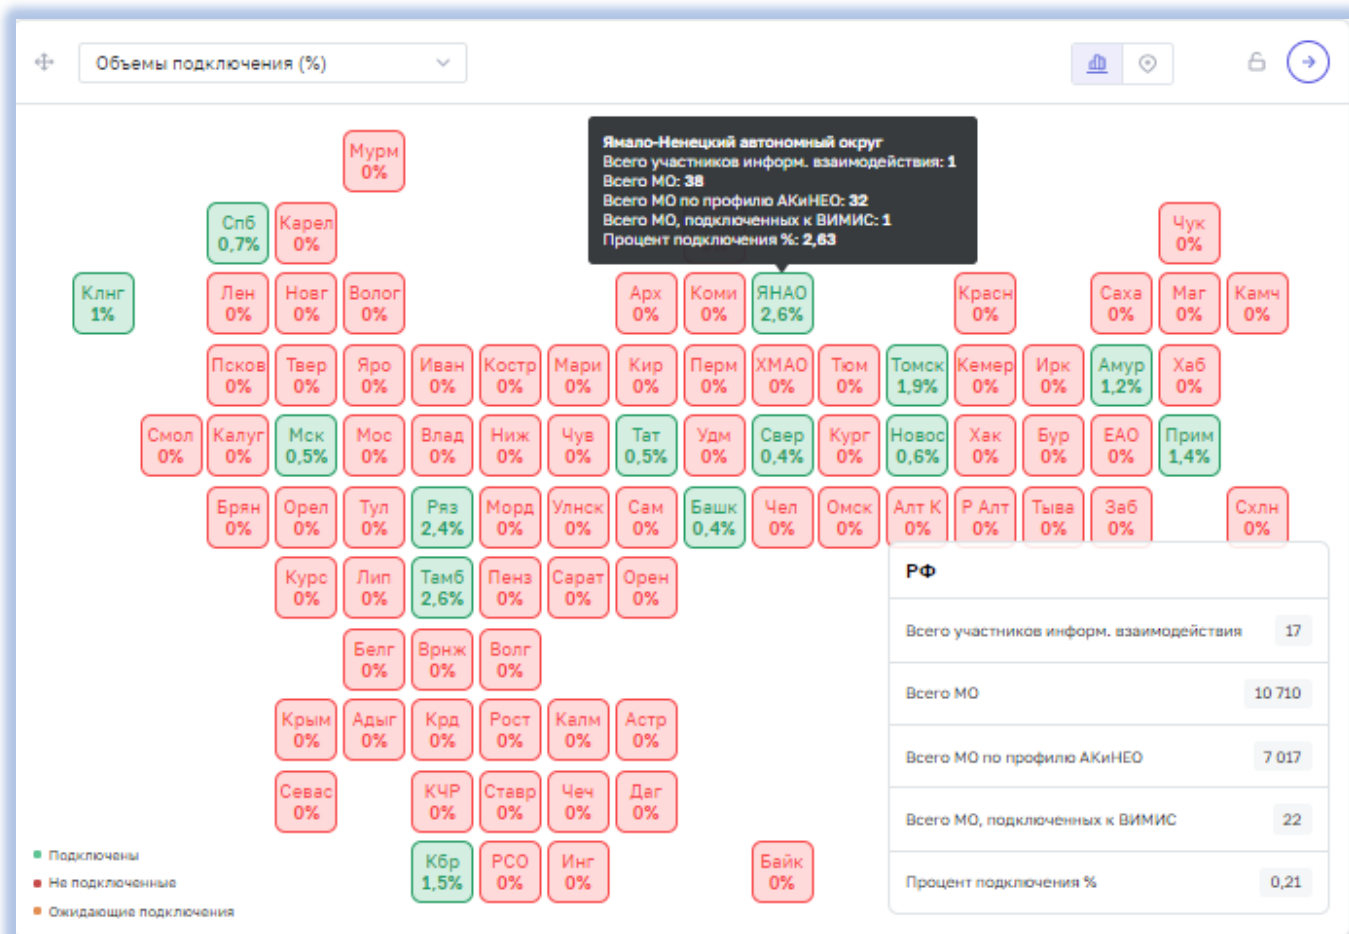 Объемы подключения (%)
Ямало-Ненецкий автономный округ
Всего участников информ. взаимодействия: 1
Всего МО: 38
Всего МО по профилю АКиНЕО: 32
Всего МО, подключенных к ВИМИС: 1
Процент подключения %: 2,63
Мурм
0%
Спб Карел Чук
0,7% 0% 0%
Клнг Лен Новг Волог Арх Коми ЯНАО Красн Саха Маг Камч
1% 0% 0% 0% 0% 0% 2,6% 0% 0% 0% 0%
Псков Твер Яро Иван Костр Мари Кир Перм ХМАО Тюм Томск Кемер Ирк Амур Хаб
0% 0% 0% 0% 0% 0% 0% 0% 0% 0% 1,9% 0% 0% 1,2% 0%
Смол Калуг Мск Мос Влад Ниж Чув Тат Удм Свер Кург Новос Хак Бур ЕАО Прим
0% 0% 0,5% 0% 0% 0% 0% 0,5% 0% 0,4% 0% 0,6% 0% 0% 0% 1,4%
Брян Орел Тул Ряз Морд Улнск Сам Башк Чел Омск Алт К Р Алт Тыва Заб Схлн
0% 0% 0% 2,4% 0% 0% 0% 0,4% 0% 0% 0% 0% 0% 0% 0%
Курс Лип Тамб Пенз Сарат Орен
0% 0% 2,6% 0% 0% 0%
Белг Врнж Волг
0% 0% 0%
Крым Адыг Крд Рост Калм Астр
0% 0% 0% 0% 0% 0%
Севас КЧР Ставр Чеч Даг
0% 0% 0% 0% 0%
Кбр РСО Инг Байк
1,5% 0% 0% 0%
Подключены
Не подключенные
Ожидающие подключения
РФ
Всего участников информ. взаимодействия 17
Всего МО 10 710
Всего МО по профилю АКиНЕО 7 017
Всего МО, подключенных к ВИМИС 22
Процент подключения % 0,21